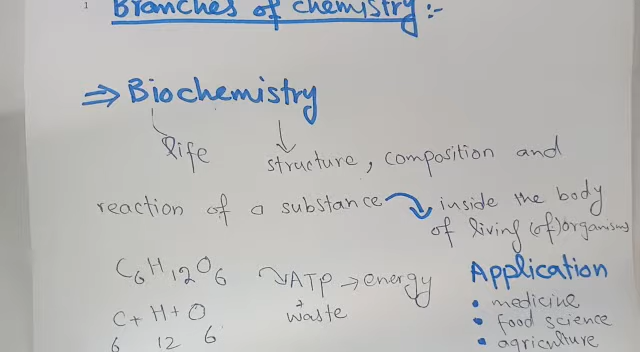 1 Branches of chemistry:-
⇒ Biochemistry
life
structure, composition and
reaction of a substance
inside the body
of living (of) organisms
C₆H₁₂O₆ ↘ ATP → energy
+
waste
C + H + O
6 12 6
Application
• medicine
• food science
• agriculture